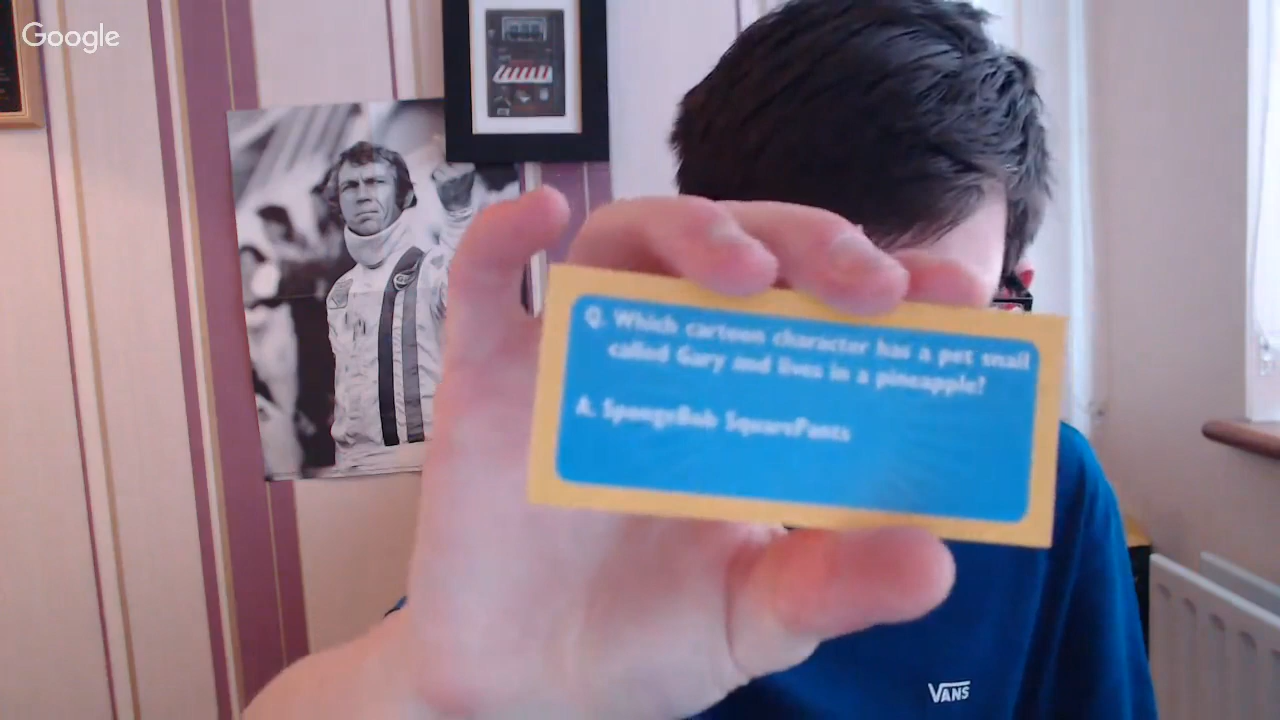 Google
Q. Which cartoon character has a pet snail
called Gary and lives in a pineapple?
A. SpongeBob SquarePants
VANS